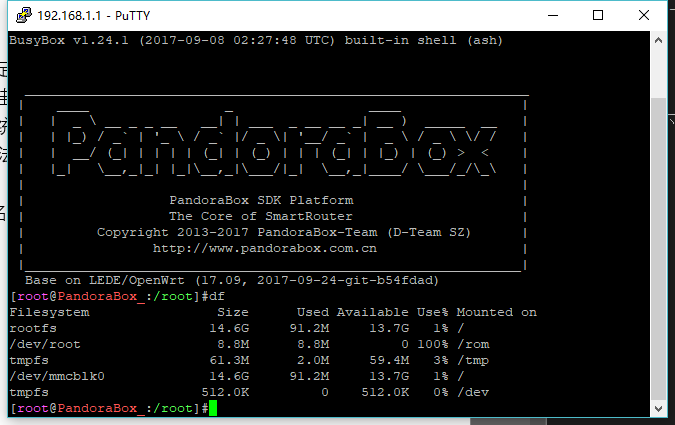 192.168.1.1 - PuTTY
BusyBox v1.24.1 (2017-09-08 02:27:48 UTC) built-in shell (ash)
PandoraBox
PandoraBox SDK Platform
The Core of SmartRouter
Copyright 2013-2017 PandoraBox-Team (D-Team SZ)
http://www.pandorabox.com.cn
Base on LEDE/OpenWrt (17.09, 2017-09-24-git-b54fdad)
[root@PandoraBox_:/root]#df
Filesystem Size Used Available Use% Mounted on
rootfs 14.6G 91.2M 13.7G 1% /
/dev/root 8.8M 8.8M 0 100% /rom
tmpfs 61.3M 2.0M 59.4M 3% /tmp
/dev/mmcblk0 14.6G 91.2M 13.7G 1% /
tmpfs 512.0K 0 512.0K 0% /dev
[root@PandoraBox_:/root]#